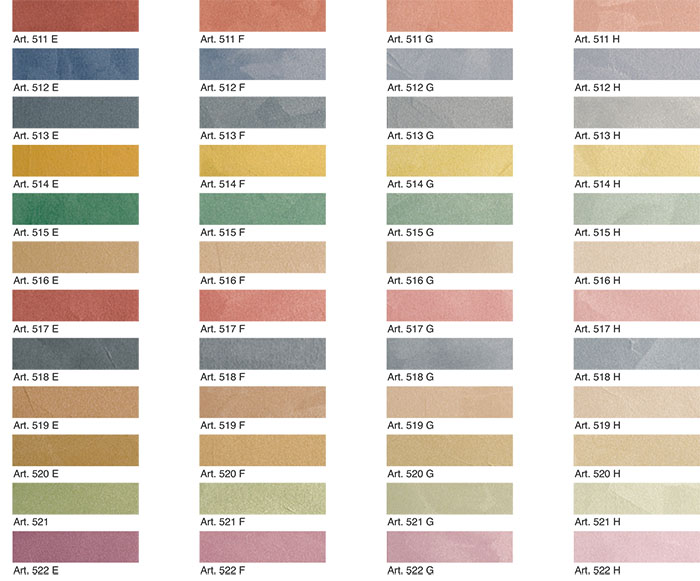 Art. 511 E Art. 511 F Art. 511 G Art. 511 H
Art. 512 E Art. 512 F Art. 512 G Art. 512 H
Art. 513 E Art. 513 F Art. 513 G Art. 513 H
Art. 514 E Art. 514 F Art. 514 G Art. 514 H
Art. 515 E Art. 515 F Art. 515 G Art. 515 H
Art. 516 E Art. 516 F Art. 516 G Art. 516 H
Art. 517 E Art. 517 F Art. 517 G Art. 517 H
Art. 518 E Art. 518 F Art. 518 G Art. 518 H
Art. 519 E Art. 519 F Art. 519 G Art. 519 H
Art. 520 E Art. 520 F Art. 520 G Art. 520 H
Art. 521 Art. 521 F Art. 521 G Art. 521 H
Art. 522 E Art. 522 F Art. 522 G Art. 522 H